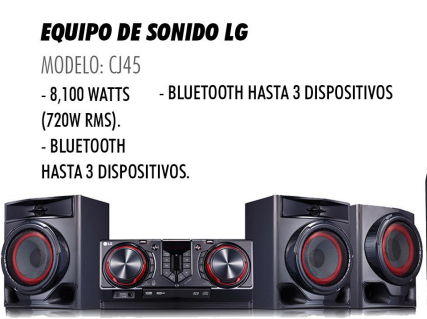 EQUIPO DE SONIDO LG
MODELO: CJ45
- 8,100 WATTS
(720W RMS).
- BLUETOOTH
HASTA 3 DISPOSITIVOS.
- BLUETOOTH HASTA 3 DISPOSITIVOS
LG